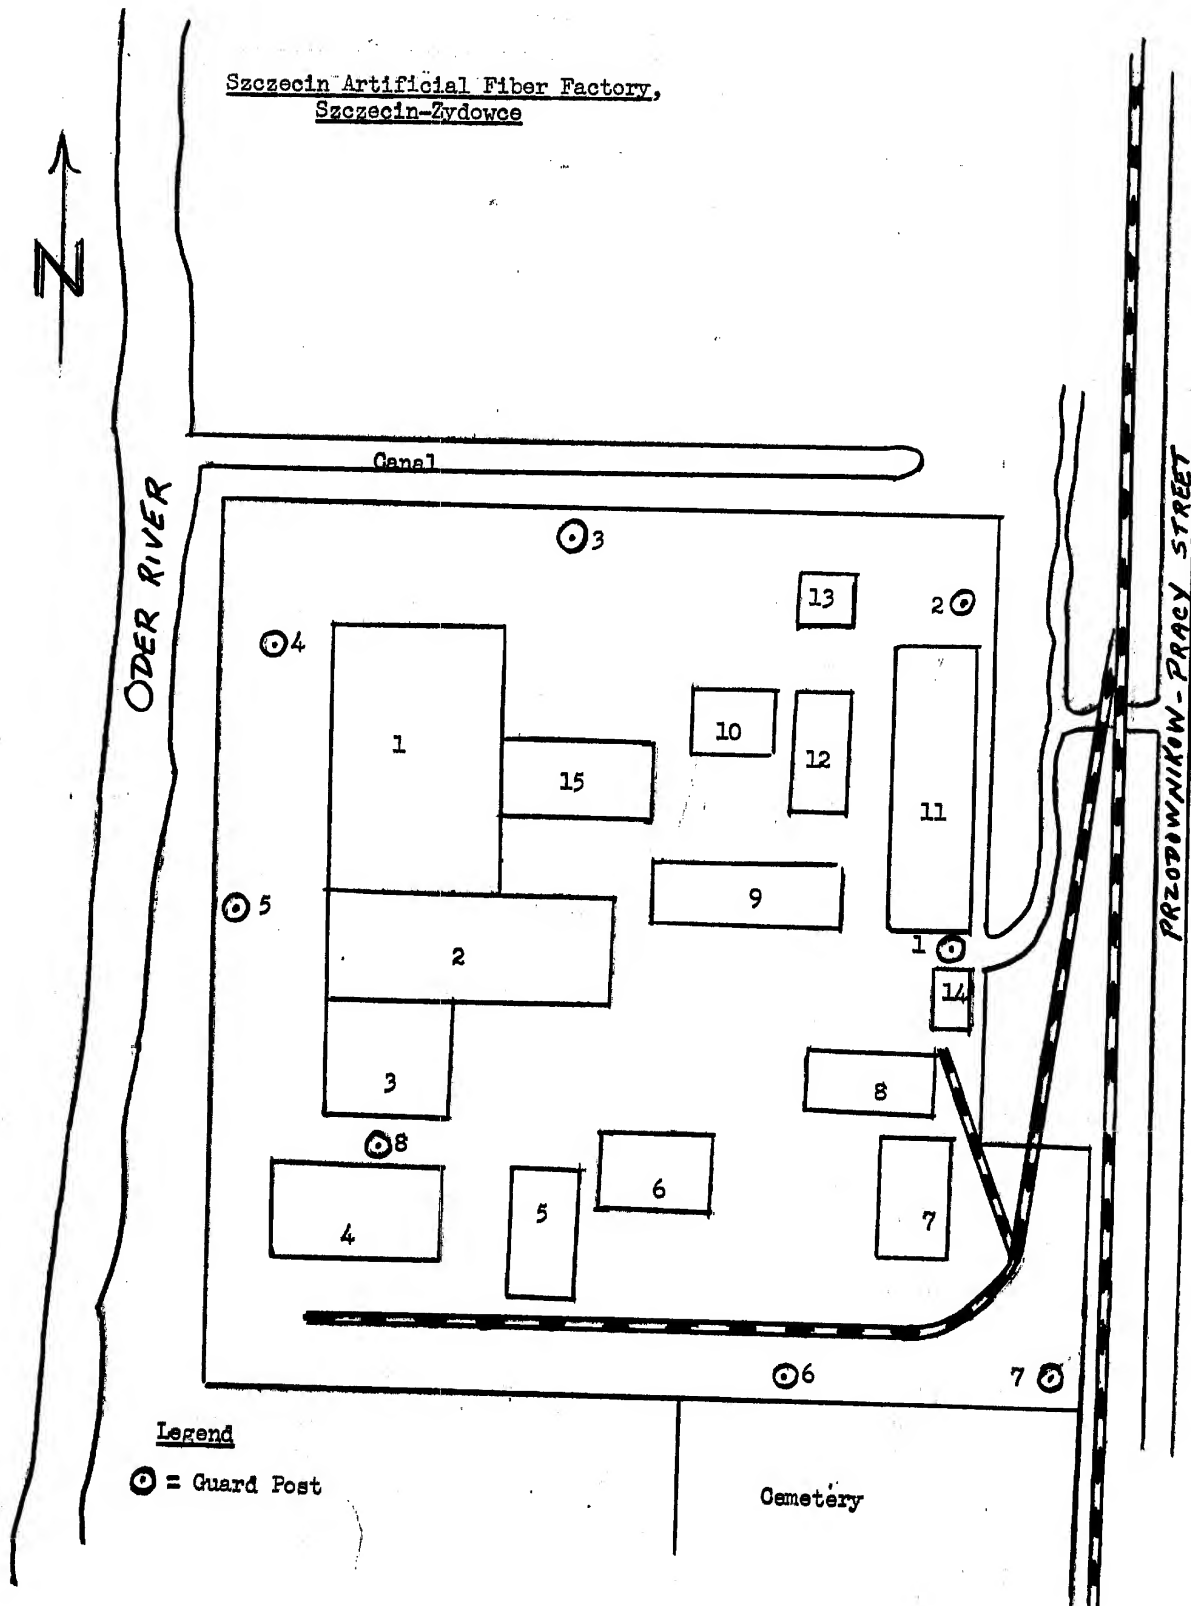 Szczecin Artificial Fiber Factory,
Szczecin-Zydowce
N
Canal
ODER RIVER
PRZODOWNIKOW-PRACY STREET
3
13
2
4
1
10
12
15
11
9
5
2
1
14
3
8
8
6
5
7
4
6
7
Legend
= Guard Post
Cemetery